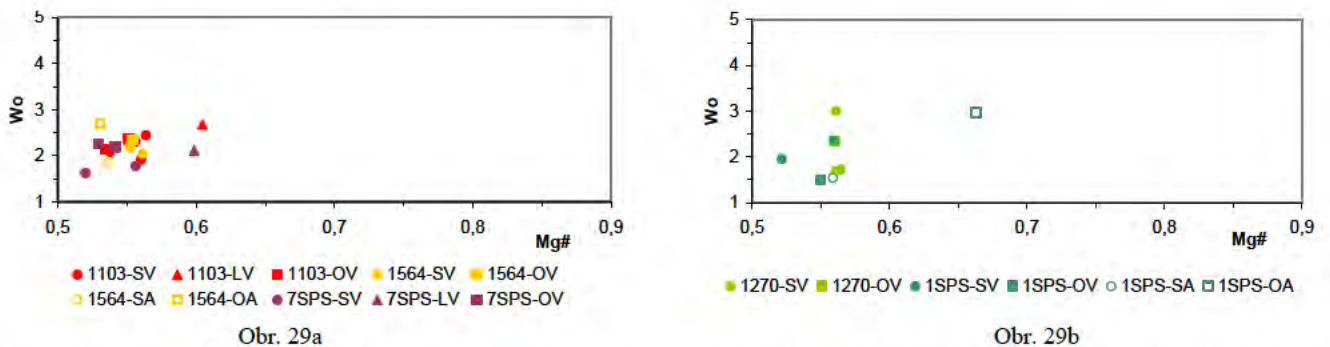 5
4
3
2
1
Wo
0,5 0,6 0,7 0,8 0,9
Mg#
1103-SV 1103-LV 1103-OV 1564-SV 1564-OV
1564-SA 1564-OA 7SPS-SV 7SPS-LV 7SPS-OV
Obr. 29a
5
4
3
2
1
Wo
0,5 0,6 0,7 0,8 0,9
Mg#
1270-SV 1270-OV 1SPS-SV 1SPS-OV 1SPS-SA 1SPS-OA
Obr. 29b